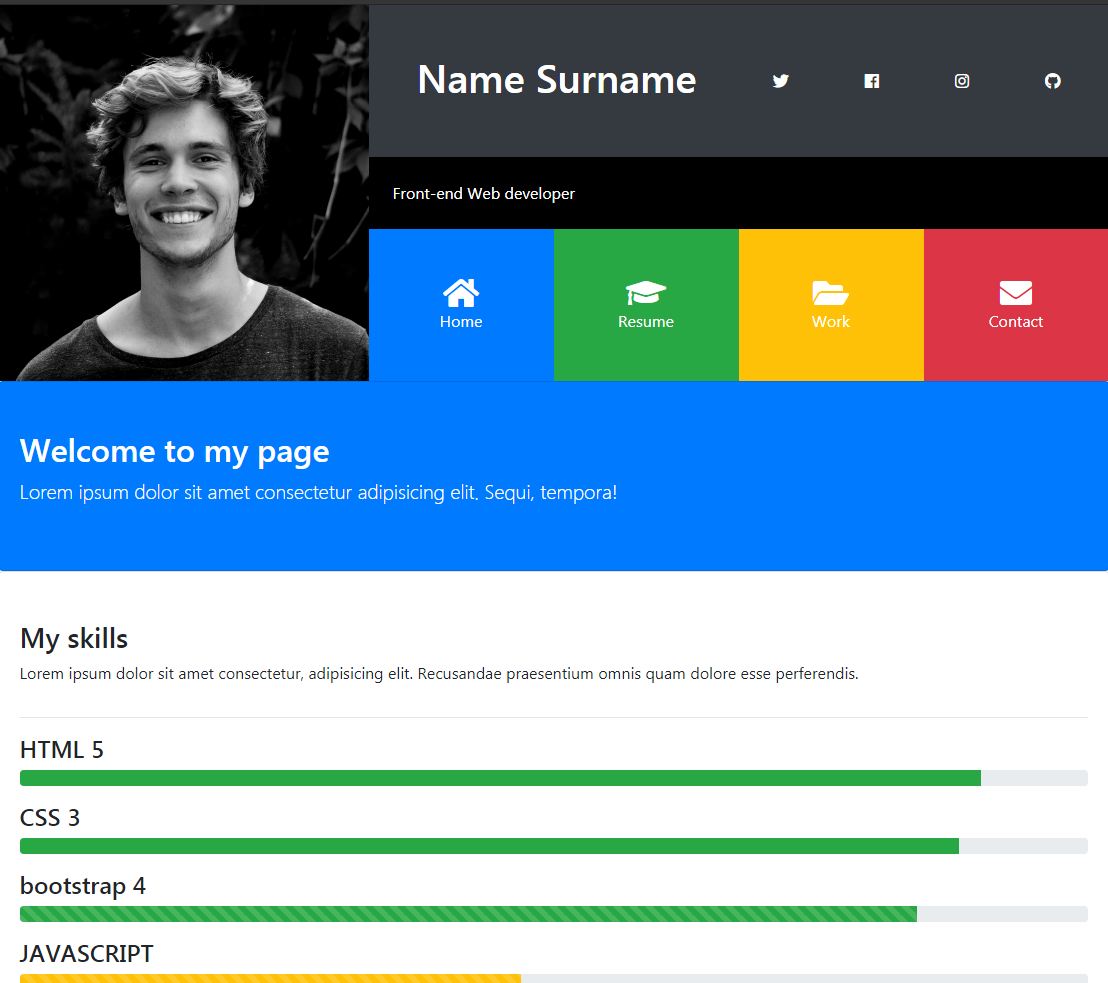 Name Surname
Front-end Web developer
Home
Resume
Work
Contact
Welcome to my page
Lorem ipsum dolor sit amet consectetur adipisicing elit. Sequi, tempora!
My skills
Lorem ipsum dolor sit amet consectetur, adipisicing elit. Recusandae praesentium omnis quam dolore esse perferendis.
HTML 5
CSS 3
bootstrap 4
JAVASCRIPT